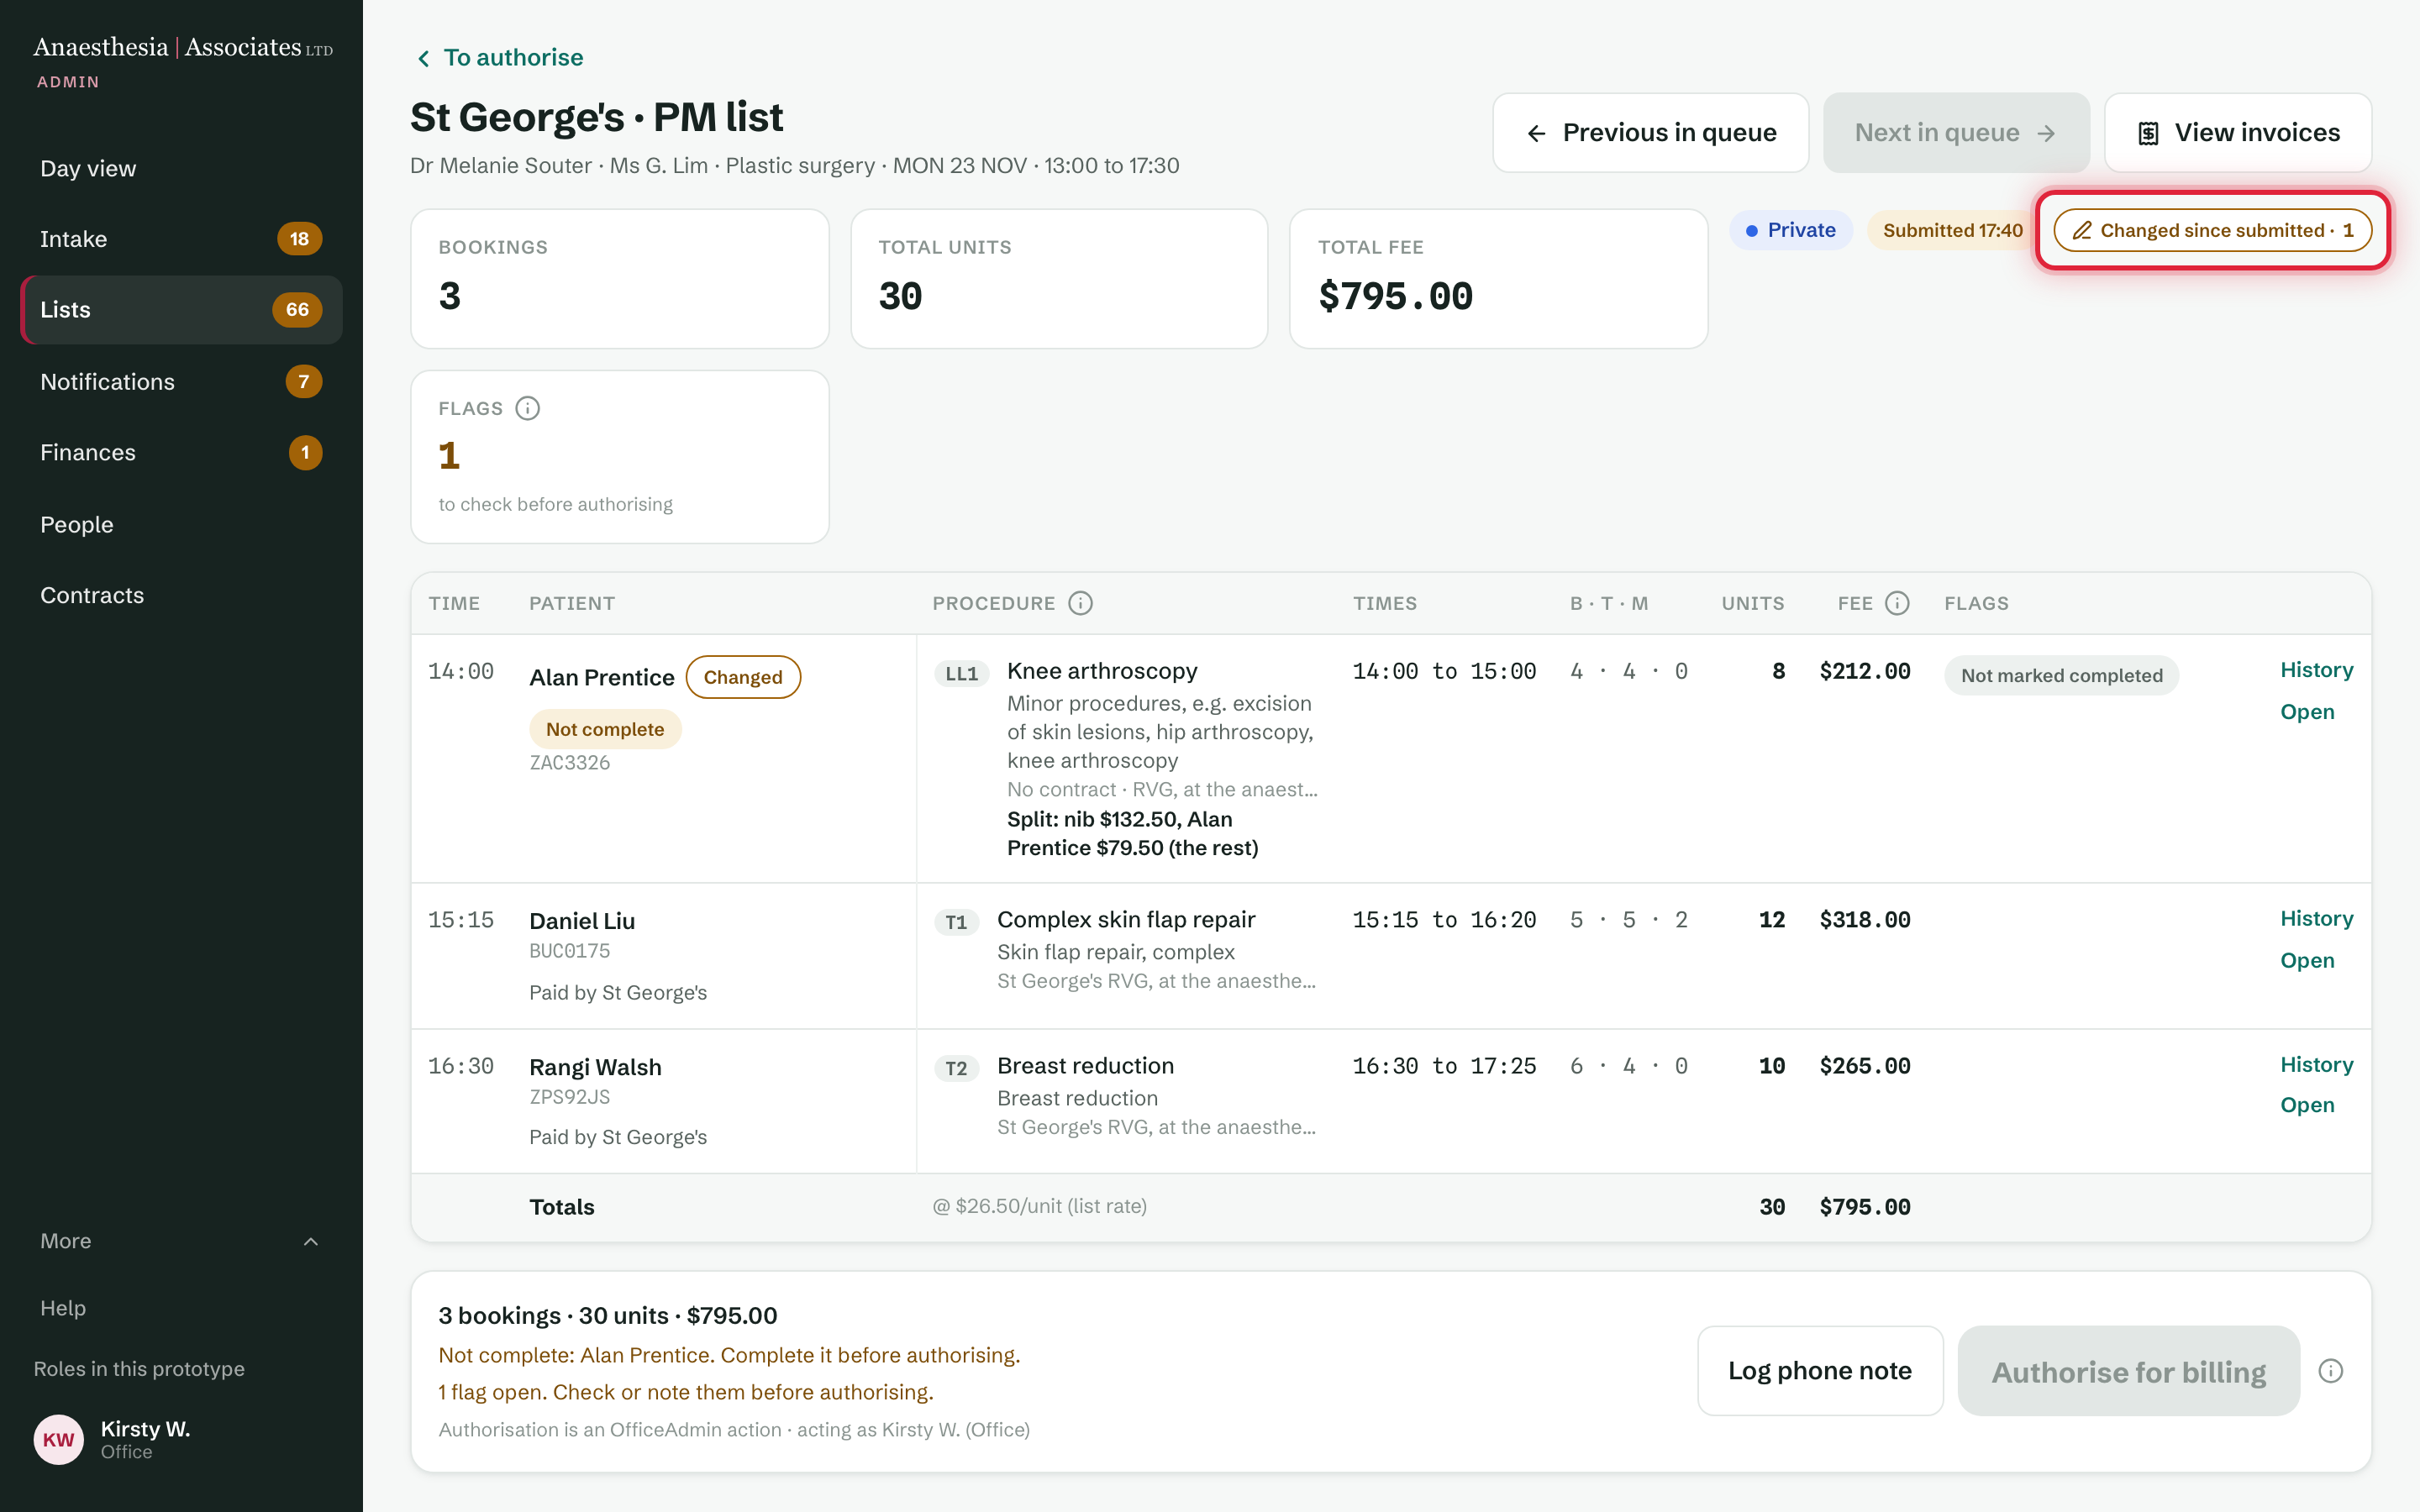 Anaesthesia | Associates LTD
ADMIN
Day view
Intake 18
Lists 66
Notifications 7
Finances 1
People
Contracts
More
Help
Roles in this prototype
KW
Kirsty W.
Office
To authorise
St George's · PM list
Dr Melanie Souter · Ms G. Lim · Plastic surgery · MON 23 NOV · 13:00 to 17:30
Previous in queue
Next in queue
View invoices
BOOKINGS
3
TOTAL UNITS
30
TOTAL FEE
$795.00
Private
Submitted 17:40
Changed since submitted · 1
FLAGS
1
to check before authorising
TIME PATIENT PROCEDURE TIMES B · T · M UNITS FEE FLAGS
14:00 Alan Prentice Changed
Not complete
ZAC3326
LL1 Knee arthroscopy
Minor procedures, e.g. excision
of skin lesions, hip arthroscopy,
knee arthroscopy
No contract · RVG, at the anaest...
Split: nib $132.50, Alan
Prentice $79.50 (the rest)
14:00 to 15:00 4 · 4 · 0 8 $212.00 Not marked completed
History
Open
15:15 Daniel Liu
BUC0175
Paid by St George's
T1 Complex skin flap repair
Skin flap repair, complex
St George's RVG, at the anaesthe...
15:15 to 16:20 5 · 5 · 2 12 $318.00
History
Open
16:30 Rangi Walsh
ZPS92JS
Paid by St George's
T2 Breast reduction
Breast reduction
St George's RVG, at the anaesthe...
16:30 to 17:25 6 · 4 · 0 10 $265.00
History
Open
Totals @ $26.50/unit (list rate) 30 $795.00
3 bookings · 30 units · $795.00
Not complete: Alan Prentice. Complete it before authorising.
1 flag open. Check or note them before authorising.
Authorisation is an OfficeAdmin action · acting as Kirsty W. (Office)
Log phone note
Authorise for billing